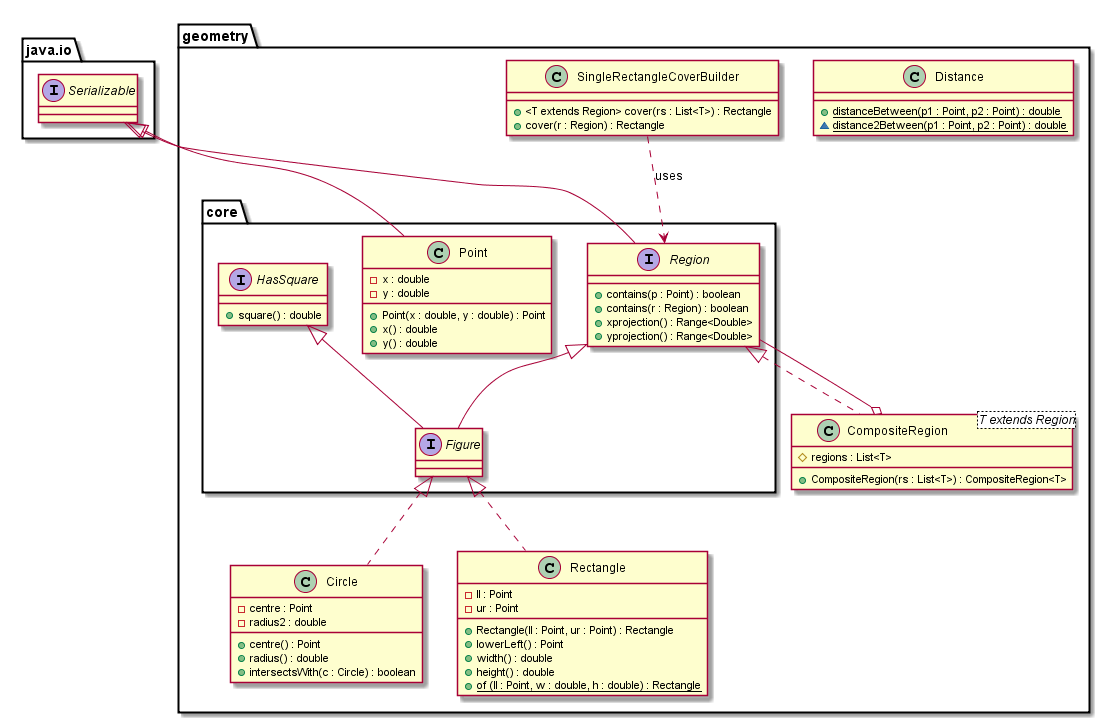 geometry
java.io
I Serializable
C SingleRectangleCoverBuilder
<T extends Region> cover(rs : List<T>) : Rectangle
cover(r : Region) : Rectangle
C Distance
distanceBetween(p1 : Point, p2 : Point) : double
distance2Between(p1 : Point, p2 : Point) : double
uses
core
I HasSquare
square() : double
C Point
x : double
y : double
Point(x : double, y : double) : Point
x() : double
y() : double
I Region
contains(p : Point) : boolean
contains(r : Region) : boolean
xprojection() : Range<Double>
yprojection() : Range<Double>
I Figure
C CompositeRegion
T extends Region
regions : List<T>
CompositeRegion(rs : List<T>) : CompositeRegion<T>
C Circle
centre : Point
radius2 : double
centre() : Point
radius() : double
intersectsWith(c : Circle) : boolean
C Rectangle
ll : Point
ur : Point
Rectangle(ll : Point, ur : Point) : Rectangle
lowerLeft() : Point
width() : double
height() : double
of (ll : Point, w : double, h : double) : Rectangle